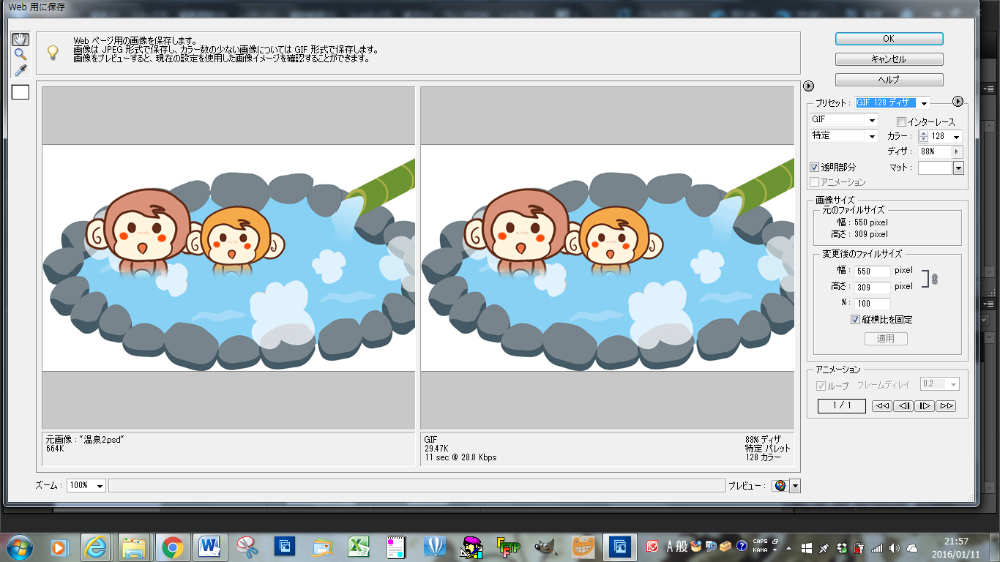 Web 用に保存
Web ページ用の画像を保存します。
画像は JPEG 形式で保存し、カラー数の少ない画像については GIF 形式で保存します。
画像をプレビューすると、現在の設定を使用した画像イメージを確認することができます。
OK
キャンセル
ヘルプ
プリセット : GIF 128 ディザ
GIF
インターレース
特定
カラー : 128
ディザ : 88%
透明部分
マット :
アニメーション
画像サイズ
元のファイルサイズ
幅 : 550 pixel
高さ : 309 pixel
変更後のファイルサイズ
幅 : 550 pixel
高さ : 309 pixel
% : 100
縦横比を固定
適用
アニメーション
ループ フレームディレイ : 0.2
1 / 1
元画像 : "温泉2.psd"
664K
GIF
29.47K
11 sec @ 28.8 Kbps
88% ディザ
特定 パレット
128 カラー
ズーム : 100%
プレビュー :
A 般
CAPS
KANA
21:57
2016/01/11